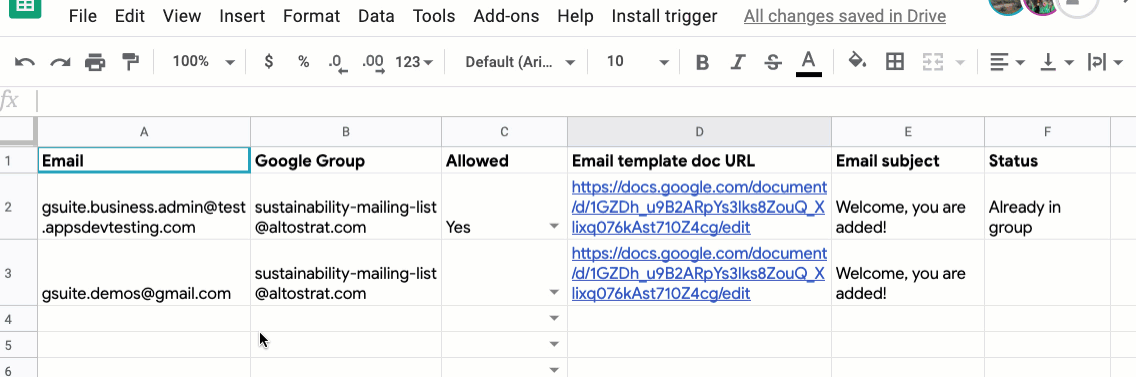 File Edit View Insert Format Data Tools Add-ons Help Install trigger All changes saved in Drive
100% $ % .0 .00 123 Default (Ari... 10 B I S A
fx
A B C D E F
1 Email Google Group Allowed Email template doc URL Email subject Status
https://docs.google.com/document
2 gsuite.business.admin@test sustainability-mailing-list /d/1GZDh_u9B2ARpYs3lks8ZouQ_X Welcome, you are Already in
.appsdevtesting.com @altostrat.com Yes lixq076kAst710Z4cg/edit added! group
https://docs.google.com/document
3 sustainability-mailing-list /d/1GZDh_u9B2ARpYs3lks8ZouQ_X Welcome, you are
gsuite.demos@gmail.com @altostrat.com lixq076kAst710Z4cg/edit added!
4
5
6